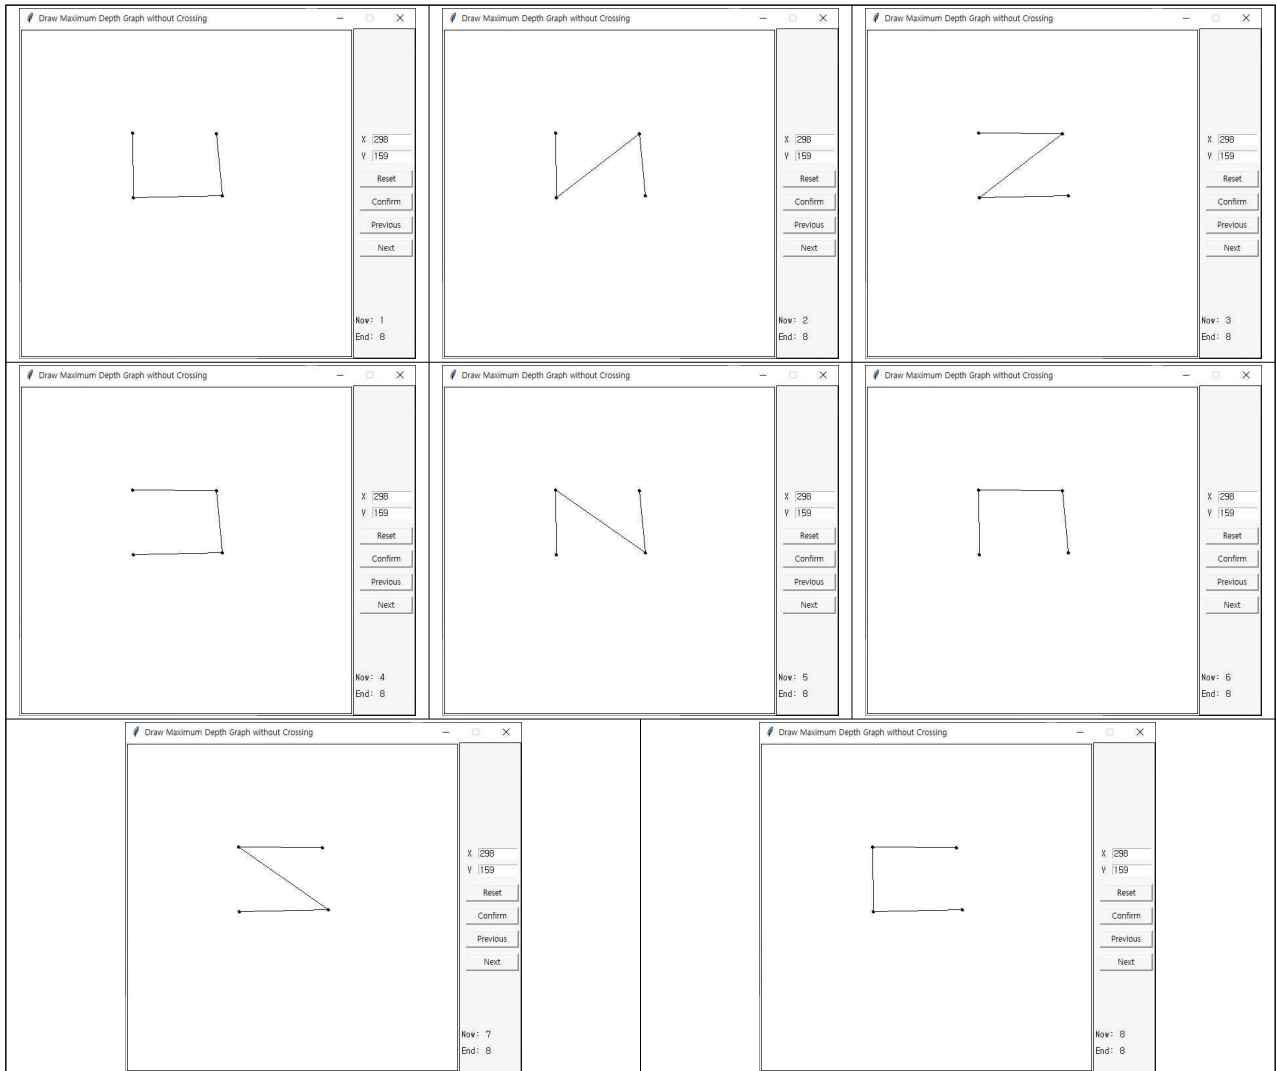 Draw Maximum Depth Graph without Crossing
X 298
Y 159
Reset
Confirm
Previous
Next
Now: 1
End: 8
Draw Maximum Depth Graph without Crossing
X 298
Y 159
Reset
Confirm
Previous
Next
Now: 2
End: 8
Draw Maximum Depth Graph without Crossing
X 298
Y 159
Reset
Confirm
Previous
Next
Now: 3
End: 8
Draw Maximum Depth Graph without Crossing
X 298
Y 159
Reset
Confirm
Previous
Next
Now: 4
End: 8
Draw Maximum Depth Graph without Crossing
X 298
Y 159
Reset
Confirm
Previous
Next
Now: 5
End: 8
Draw Maximum Depth Graph without Crossing
X 298
Y 159
Reset
Confirm
Previous
Next
Now: 6
End: 8
Draw Maximum Depth Graph without Crossing
X 298
Y 159
Reset
Confirm
Previous
Next
Now: 7
End: 8
Draw Maximum Depth Graph without Crossing
X 298
Y 159
Reset
Confirm
Previous
Next
Now: 8
End: 8